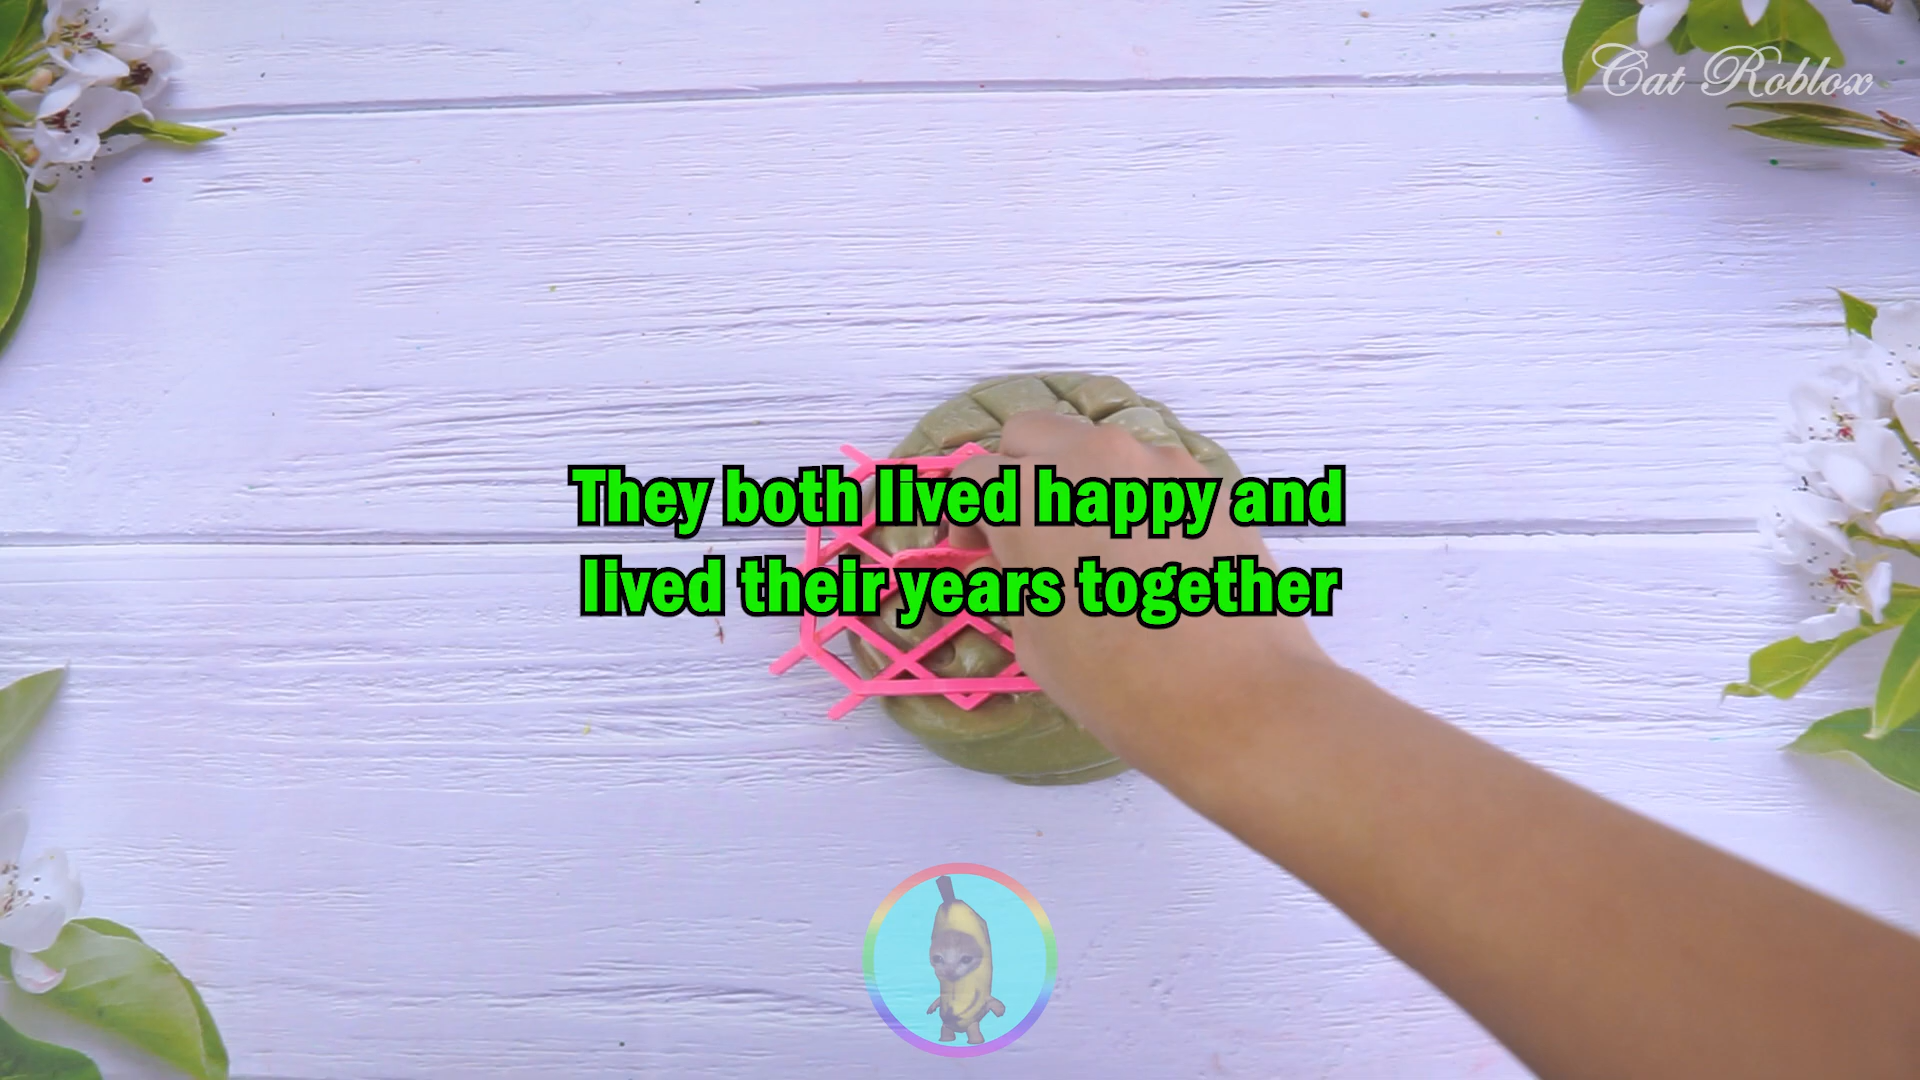 Cat Roblox
They both lived happy and
lived their years together